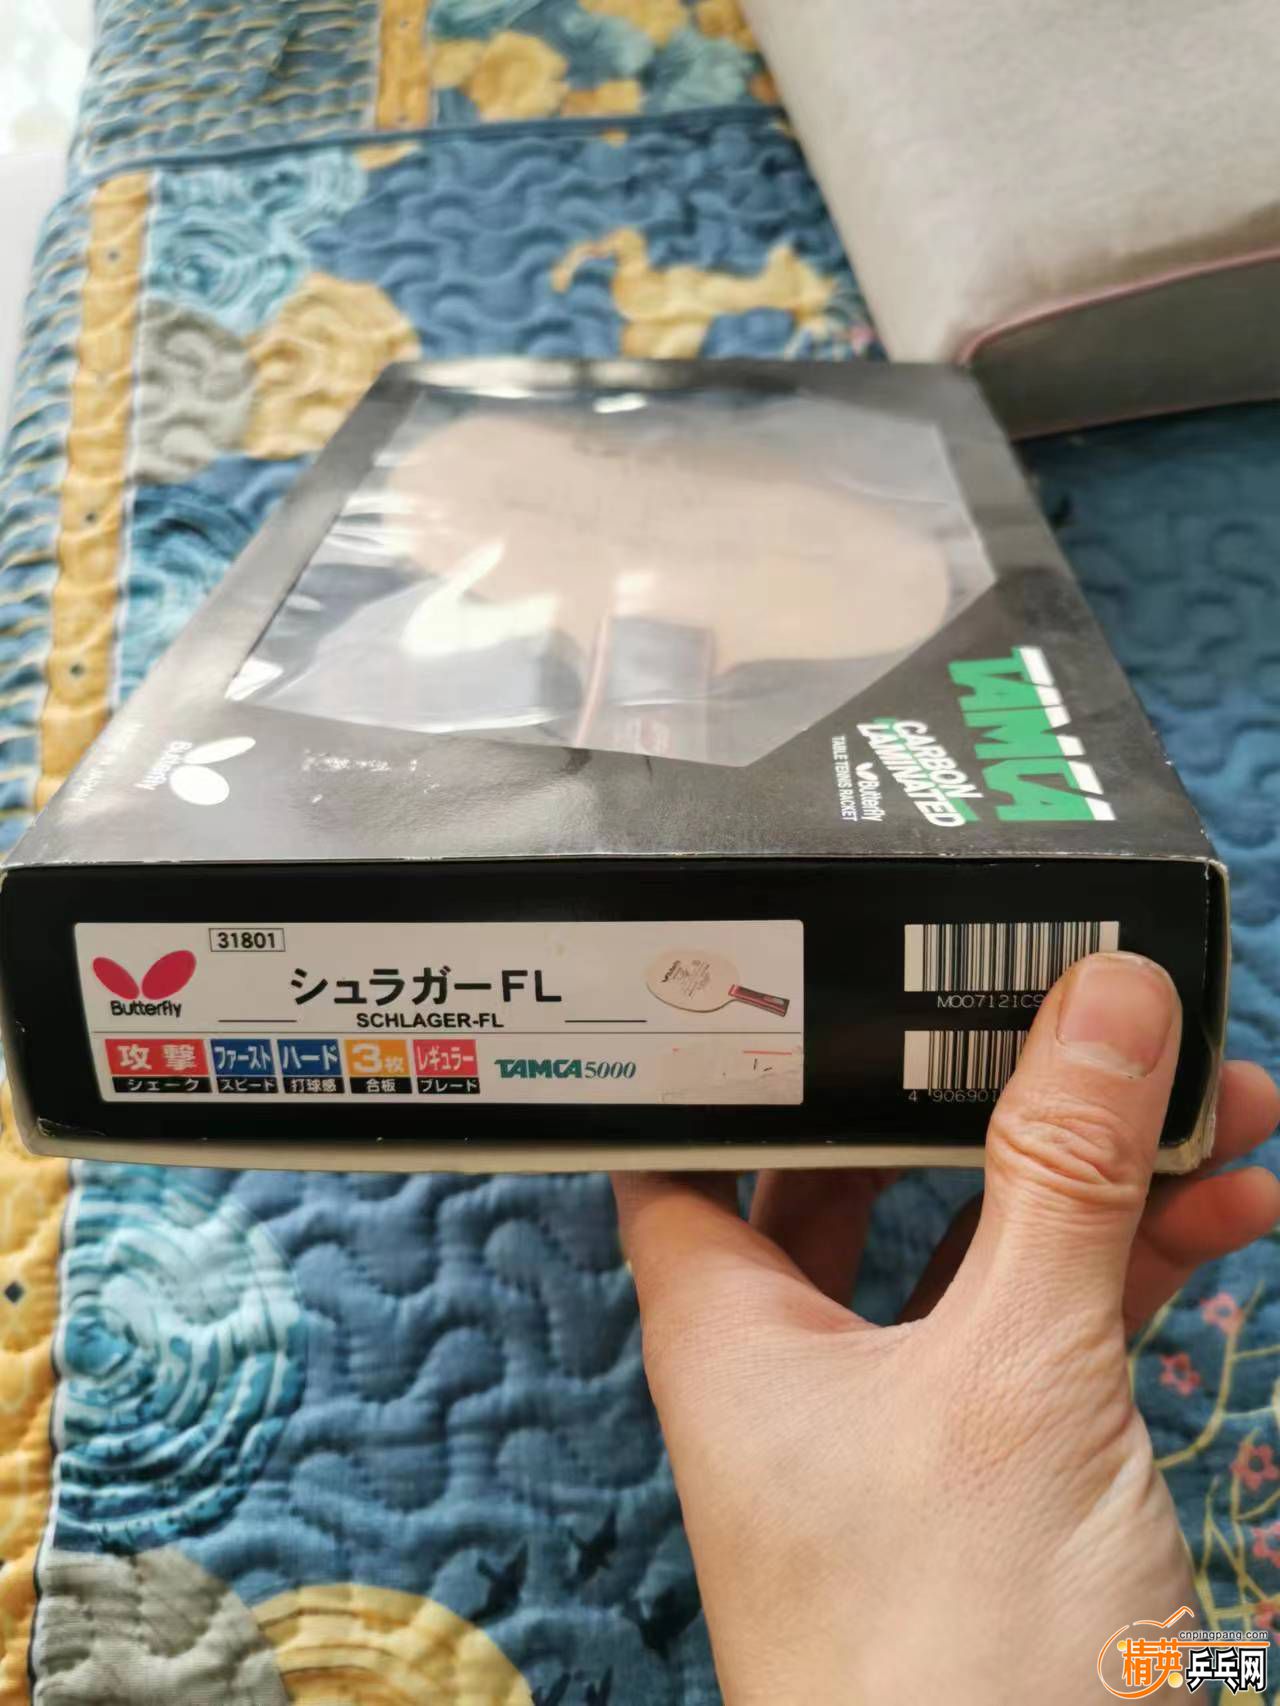 TAMCA
CARBON
LAMINATED
Butterfly
TABLE TENNIS RACKET
Butterfly
31801
Butterfly
シュラガーFL
SCHLAGER-FL
攻撃 ファースト ハード 3枚 レギュラー
シェーク スピード 打球感 合板 ブレード
TAMCA5000
MOO7121C
4 906901
cnpingpang.com
精英乒乓网